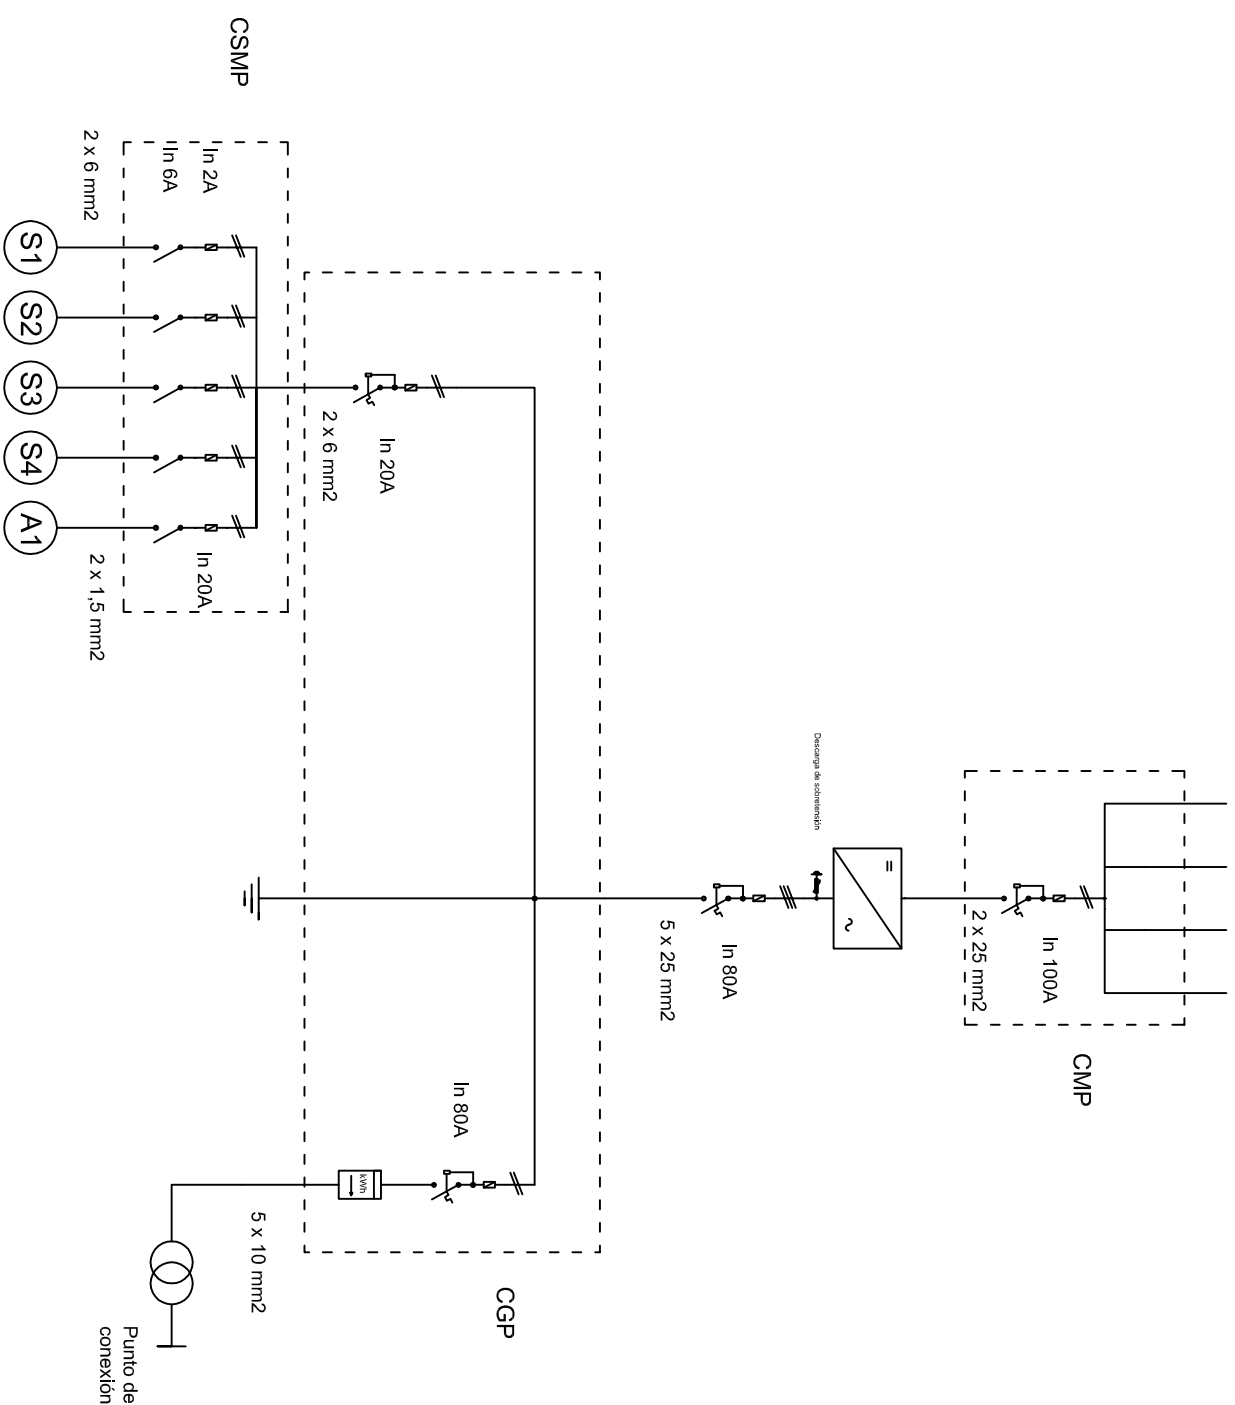 CSMP
In 2A
In 6A
2 x 6 mm2
S1
S2
S3
S4
A1
In 20A
2 x 1,5 mm2
In 20A
2 x 6 mm2
Descarga de sobretensión
=
~
In 100A
2 x 25 mm2
CMP
In 80A
5 x 25 mm2
In 80A
kWh
5 x 10 mm2
CGP
Punto de
conexión